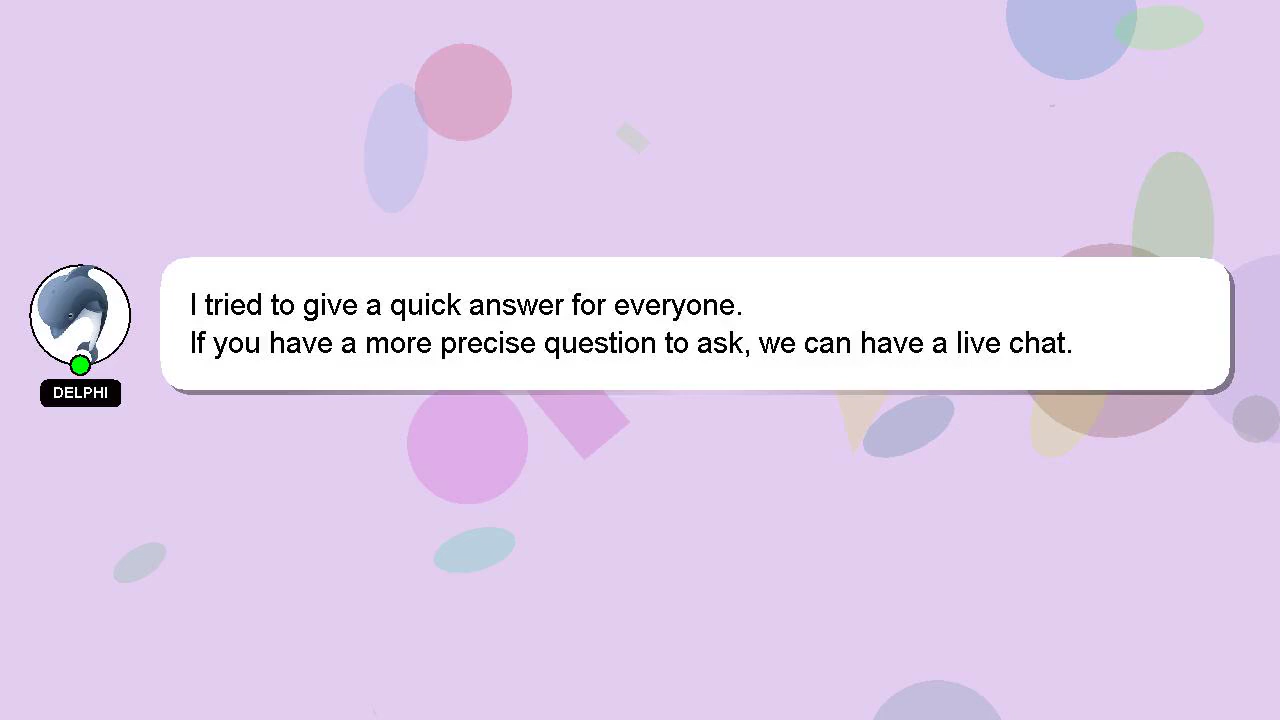 I tried to give a quick answer for everyone.
If you have a more precise question to ask, we can have a live chat.
DELPHI